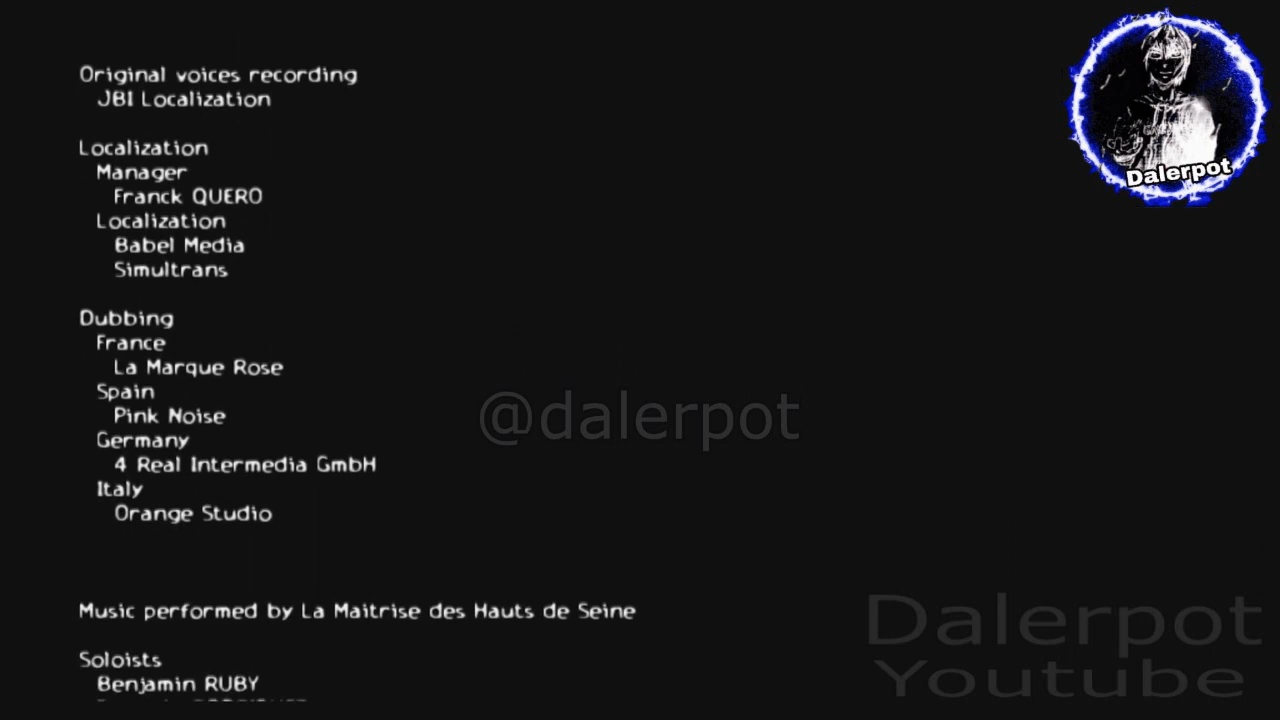 Original voices recording
JBI Localization
Localization
Manager
Franck QUERO
Localization
Babel Media
Simultrans
Dubbing
France
La Marque Rose
Spain
Pink Noise
Germany
4 Real Intermedia GmbH
Italy
Orange Studio
Music performed by La Maitrise des Hauts de Seine
Soloists
Benjamin RUBY
Dalerpot
@dalerpot
Dalerpot
Youtube